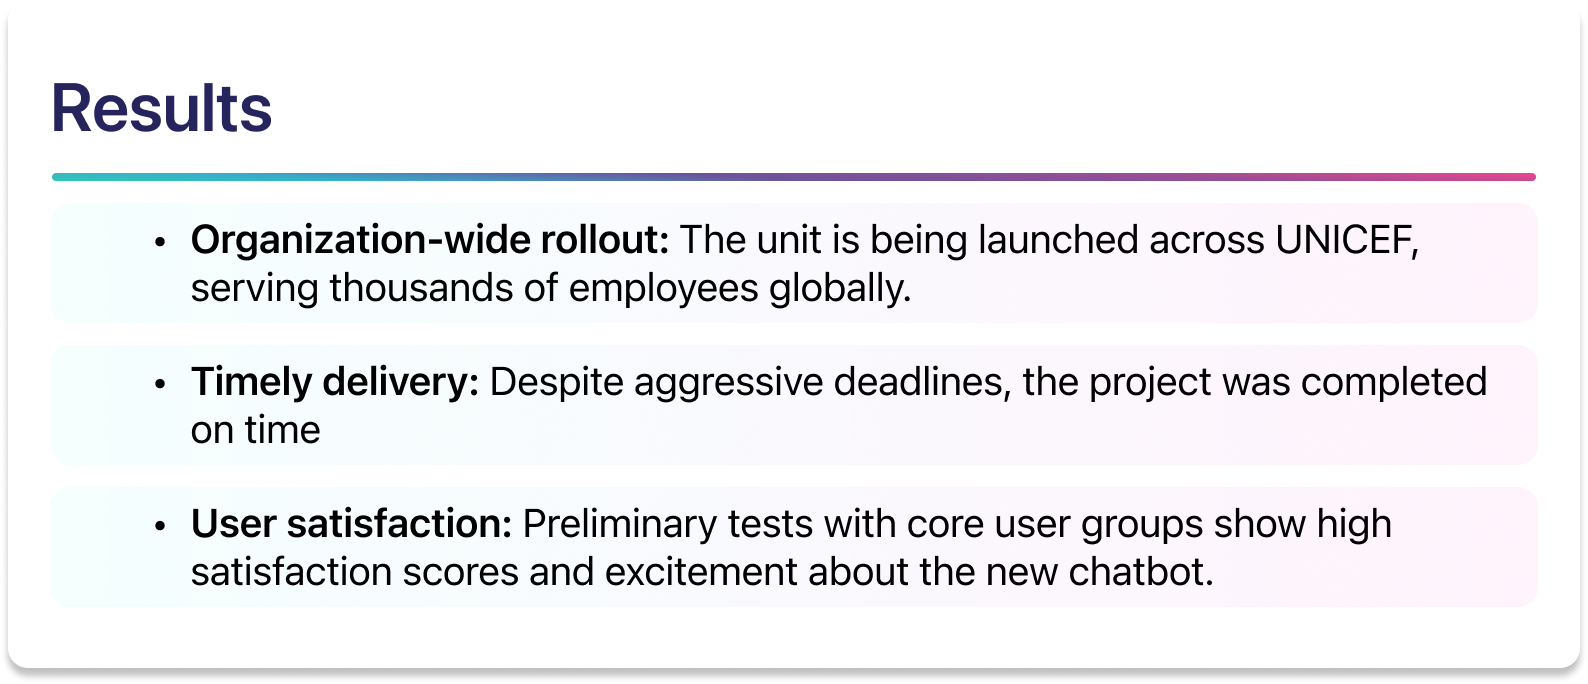 Results
• Organization-wide rollout: The unit is being launched across UNICEF,
serving thousands of employees globally.
• Timely delivery: Despite aggressive deadlines, the project was completed
on time
• User satisfaction: Preliminary tests with core user groups show high
satisfaction scores and excitement about the new chatbot.